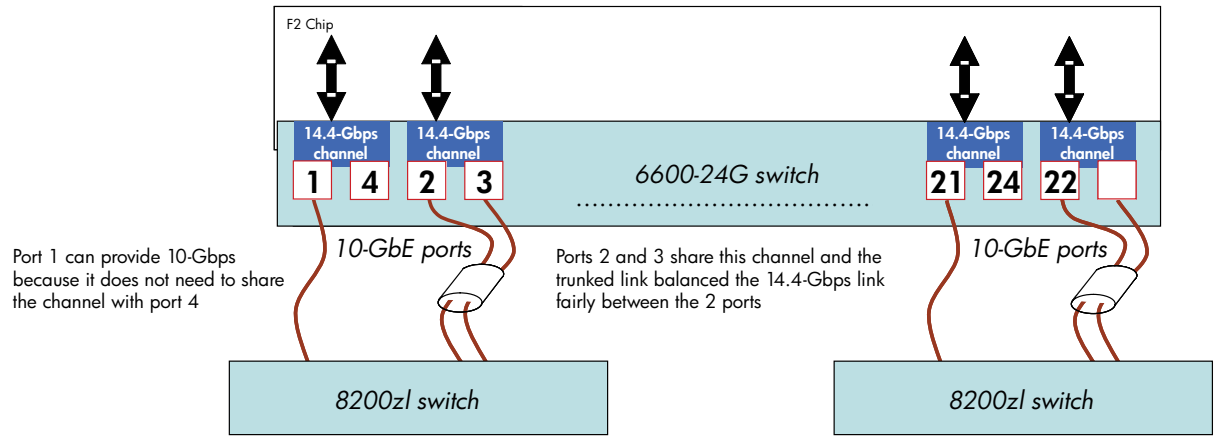 F2 Chip
14.4-Gbps
channel
14.4-Gbps
channel
14.4-Gbps
channel
14.4-Gbps
channel
1
4
2
3
6600-24G switch
21
24
22
.......................................
10-GbE ports
10-GbE ports
Port 1 can provide 10-Gbps
because it does not need to share
the channel with port 4
Ports 2 and 3 share this channel and the
trunked link balanced the 14.4-Gbps link
fairly between the 2 ports
8200zl switch
8200zl switch